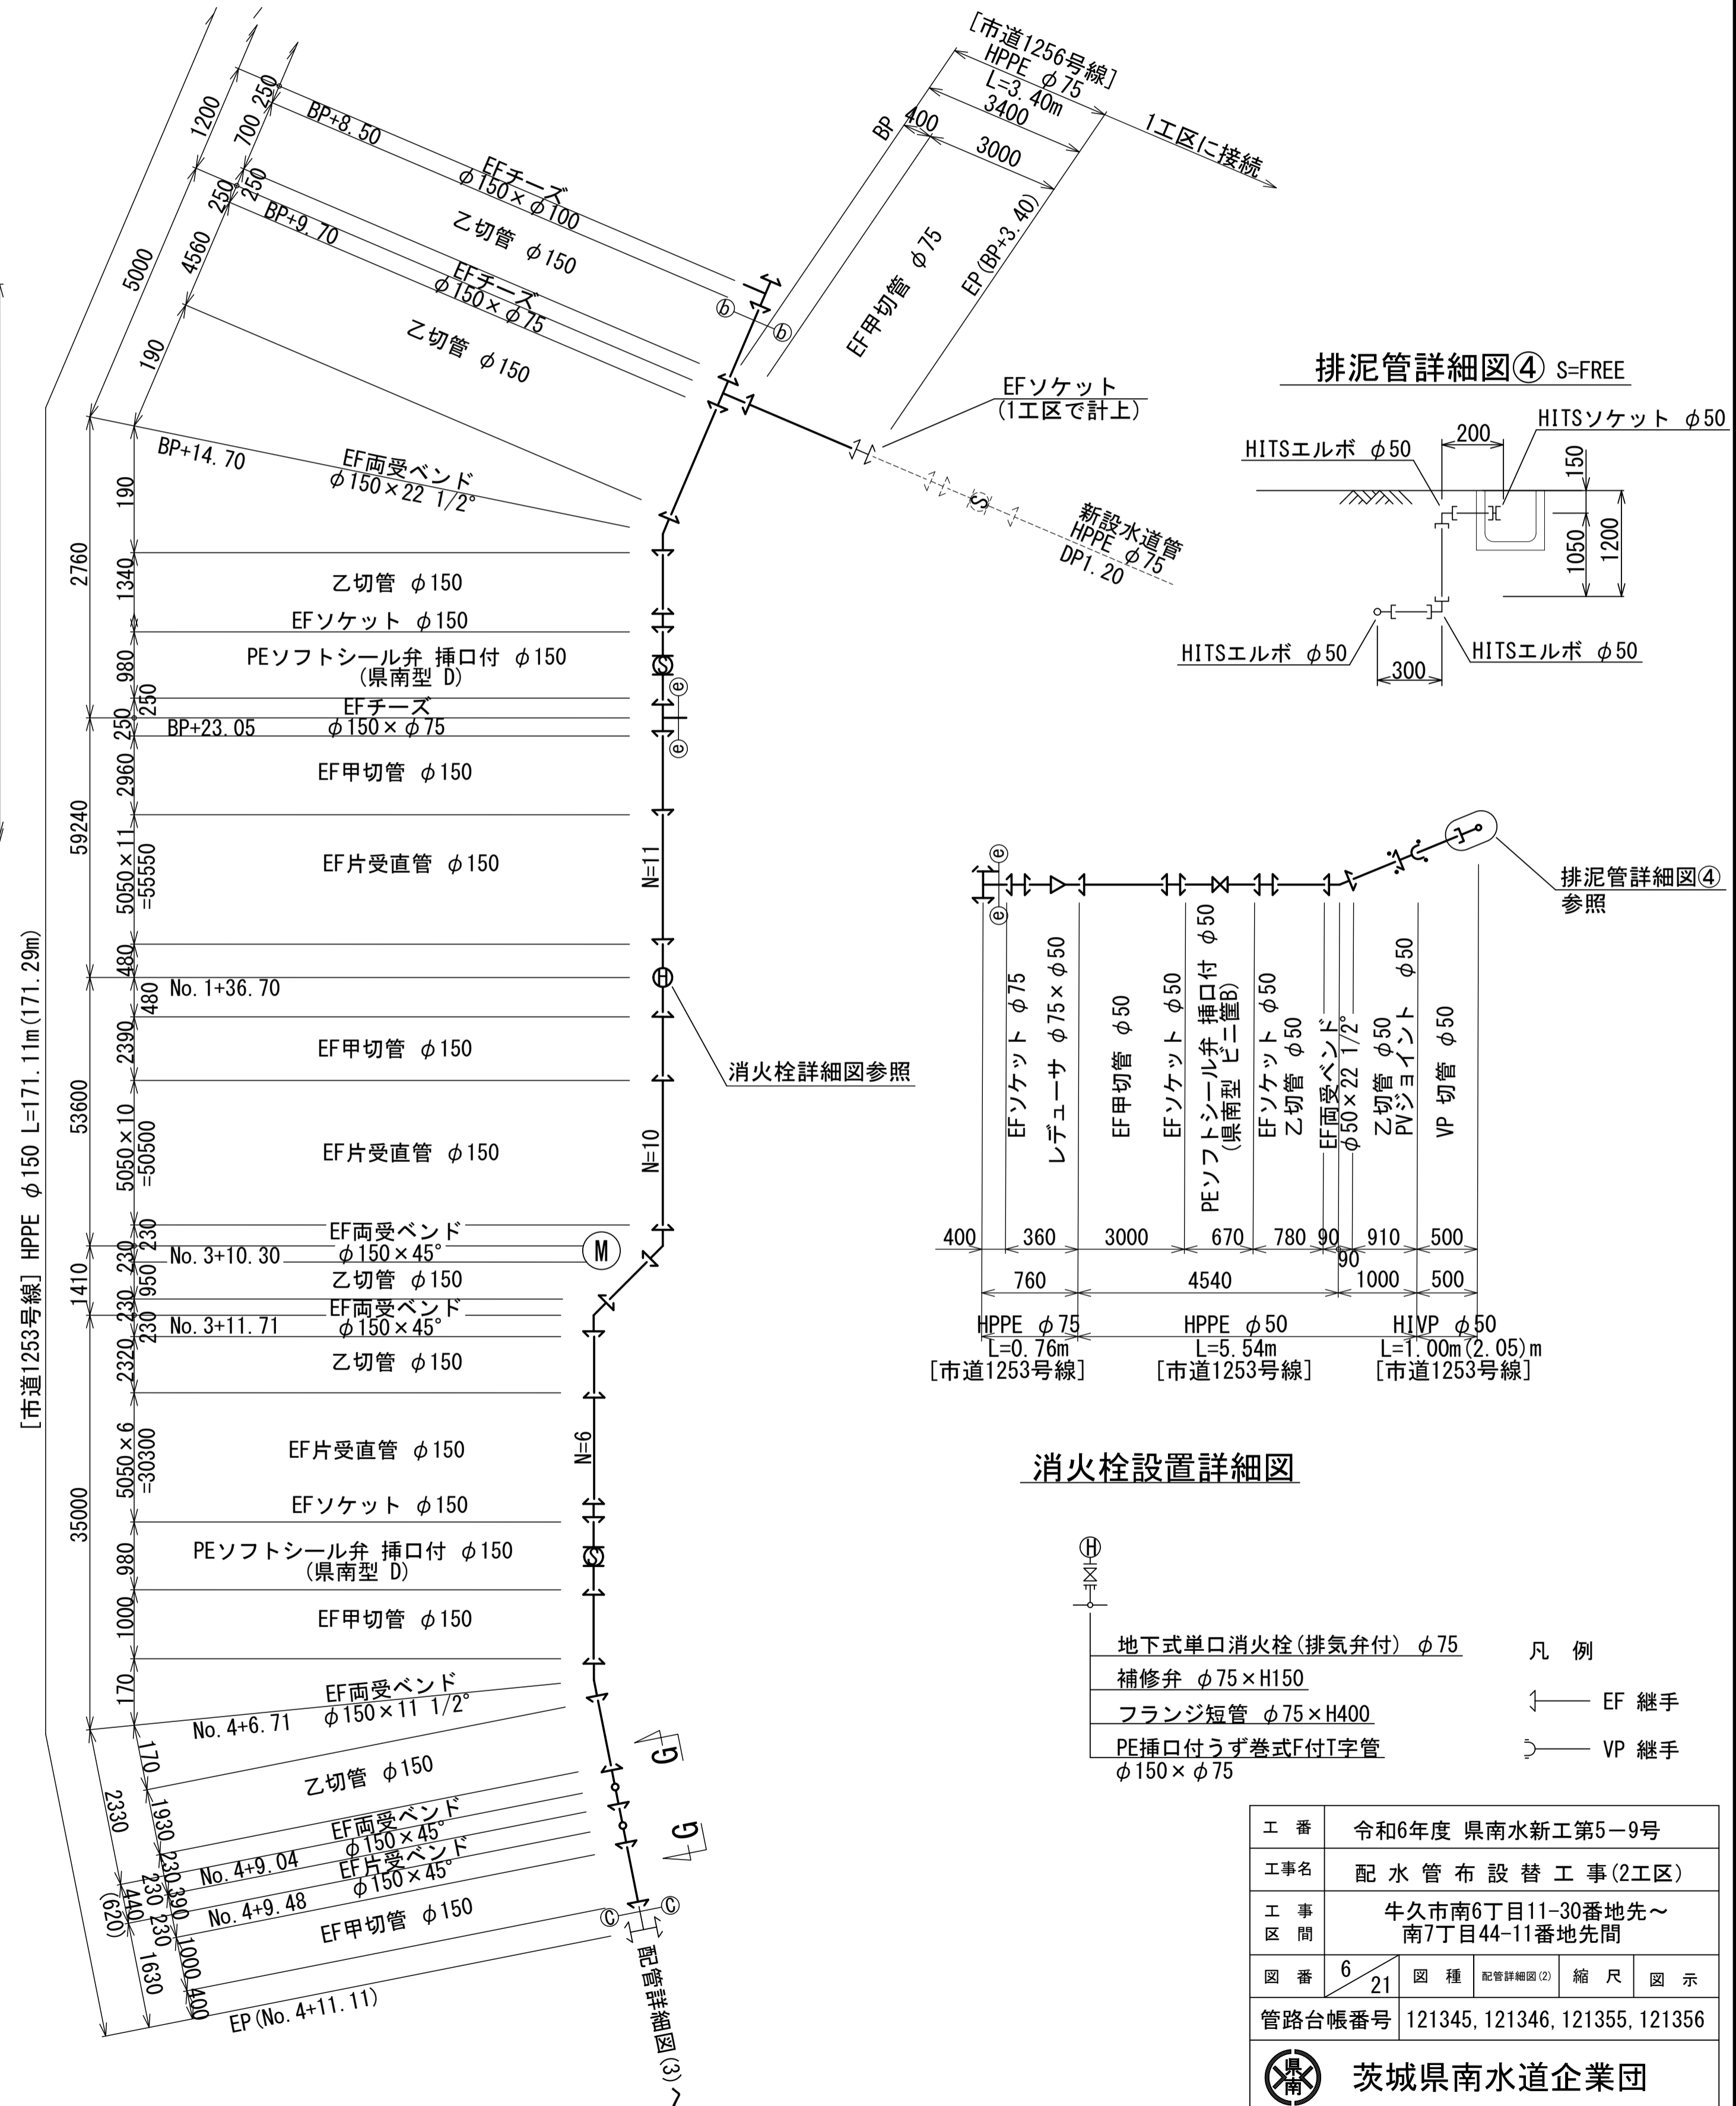 [市道1256号線]
HPPE φ75
L=3.40m
3400
BP 400
3000
1工区に接続
EP(BP+3.40)
EF甲切管 φ75
1200
250
700
BP+8.50
EFチーズ
φ150×φ100
乙切管 φ150
250
250
BP+9.70
EFチーズ
φ150×φ75
5000
4560
乙切管 φ150
190
ⓑ
ⓑ
EFソケット
(1工区で計上)
S
新設水道管
HPPE φ75
DP1.20
BP+14.70
EF両受ベンド
φ150×22 1/2°
190
2760
1340
乙切管 φ150
EFソケット φ150
980
PEソフトシール弁 挿口付 φ150
(県南型 D)
S
250
EFチーズ
250
BP+23.05
φ150×φ75
ⓔ
ⓔ
2960
EF甲切管 φ150
59240
5050×11
=55550
EF片受直管 φ150
N=11
480
No.1+36.70
H
480
2390
EF甲切管 φ150
消火栓詳細図参照
53600
5050×10
=50500
EF片受直管 φ150
N=10
230
EF両受ベンド
230
No.3+10.30
φ150×45°
M
1410
950
乙切管 φ150
230
EF両受ベンド
230
No.3+11.71
φ150×45°
2320
乙切管 φ150
[市道1253号線] HPPE φ150 L=171.11m(171.29m)
5050×6
=30300
EF片受直管 φ150
N=6
EFソケット φ150
35000
980
PEソフトシール弁 挿口付 φ150
(県南型 D)
S
1000
EF甲切管 φ150
170
EF両受ベンド
No.4+6.71
φ150×11 1/2°
170
乙切管 φ150
2330
1930
EF両受ベンド
230
No.4+9.04
φ150×45°
230
390
EF片受ベンド
440
(620)
No.4+9.48
φ150×45°
230
EF甲切管 φ150
1630
1000
400
EP(No.4+11.11)
G
G
ⓒ
ⓒ
配管詳細図(3)へ
排泥管詳細図④ S=FREE
HITSソケット φ50
HITSエルボ φ50
200
150
1050
1200
HITSエルボ φ50
HITSエルボ φ50
300
ⓔ
ⓔ
排泥管詳細図④
参照
EFソケット φ75
レデューサ φ75×φ50
EF甲切管 φ50
EFソケット φ50
PEソフトシール弁 挿口付 φ50
(県南型 ビニ筐B)
EFソケット φ50
乙切管 φ50
EF両受ベンド
φ50×22 1/2°
乙切管 φ50
PVジョイント φ50
VP 切管 φ50
400 360 3000 670 780 90 910 500
90
760 4540 1000 500
HPPE φ75 HPPE φ50 HIVP φ50
L=0.76m L=5.54m L=1.00m(2.05)m
[市道1253号線] [市道1253号線] [市道1253号線]
消火栓設置詳細図
H
地下式単口消火栓(排気弁付) φ75
補修弁 φ75×H150
フランジ短管 φ75×H400
PE挿口付うず巻式F付T字管
φ150×φ75
凡 例
EF 継手
VP 継手
工 番 令和6年度 県南水新工第5-9号
工事名 配 水 管 布 設 替 工 事(2工区)
工 事
区 間
牛久市南6丁目11-30番地先～
南7丁目44-11番地先間
図 番 6/21 図 種 配管詳細図(2) 縮 尺 図 示
管路台帳番号 121345, 121346, 121355, 121356
県南
茨城県南水道企業団